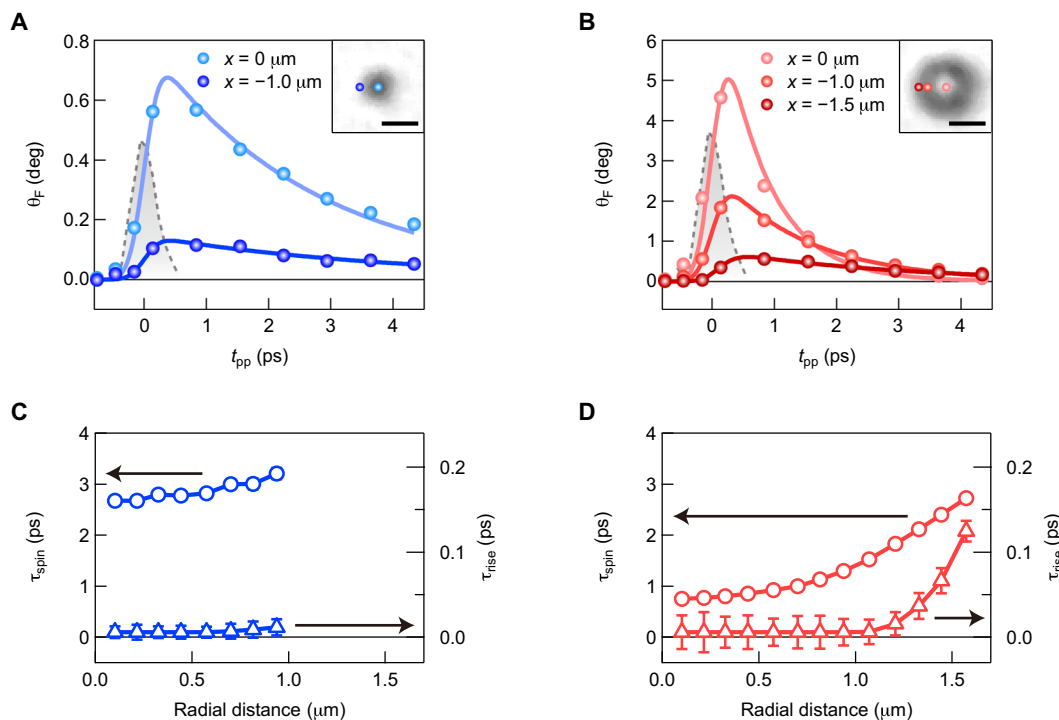 A
0.8
0.6
0.4
0.2
0.0
θF (deg)
x = 0 μm
x = −1.0 μm
0 1 2 3 4
tpp (ps)
B
6
5
4
3
2
1
0
θF (deg)
x = 0 μm
x = −1.0 μm
x = −1.5 μm
0 1 2 3 4
tpp (ps)
C
4
3
2
1
0
τspin (ps)
0.2
0.1
0.0
τrise (ps)
0.0 0.5 1.0 1.5
Radial distance (μm)
D
4
3
2
1
0
τspin (ps)
0.2
0.1
0.0
τrise (ps)
0.0 0.5 1.0 1.5
Radial distance (μm)